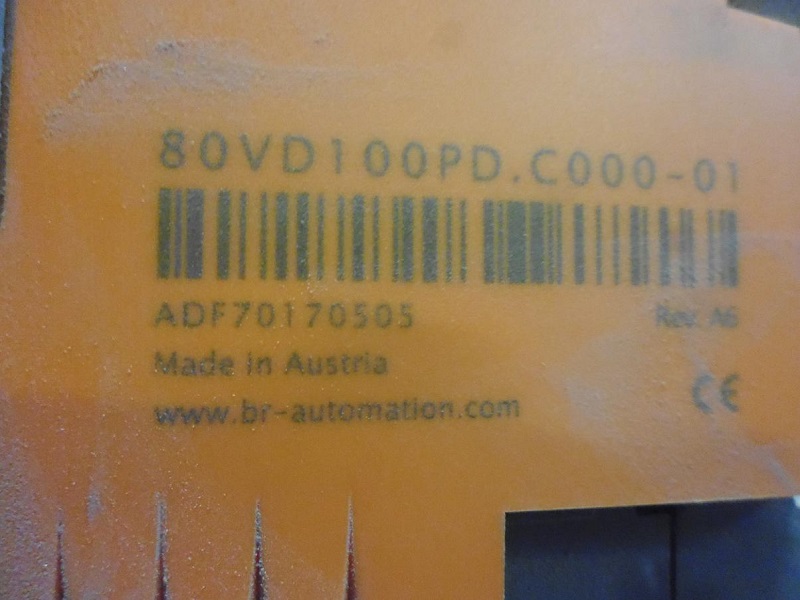 80VD100PD.C000-01
ADF70170505 Rev. A6
Made in Austria
www.br-automation.com
CE